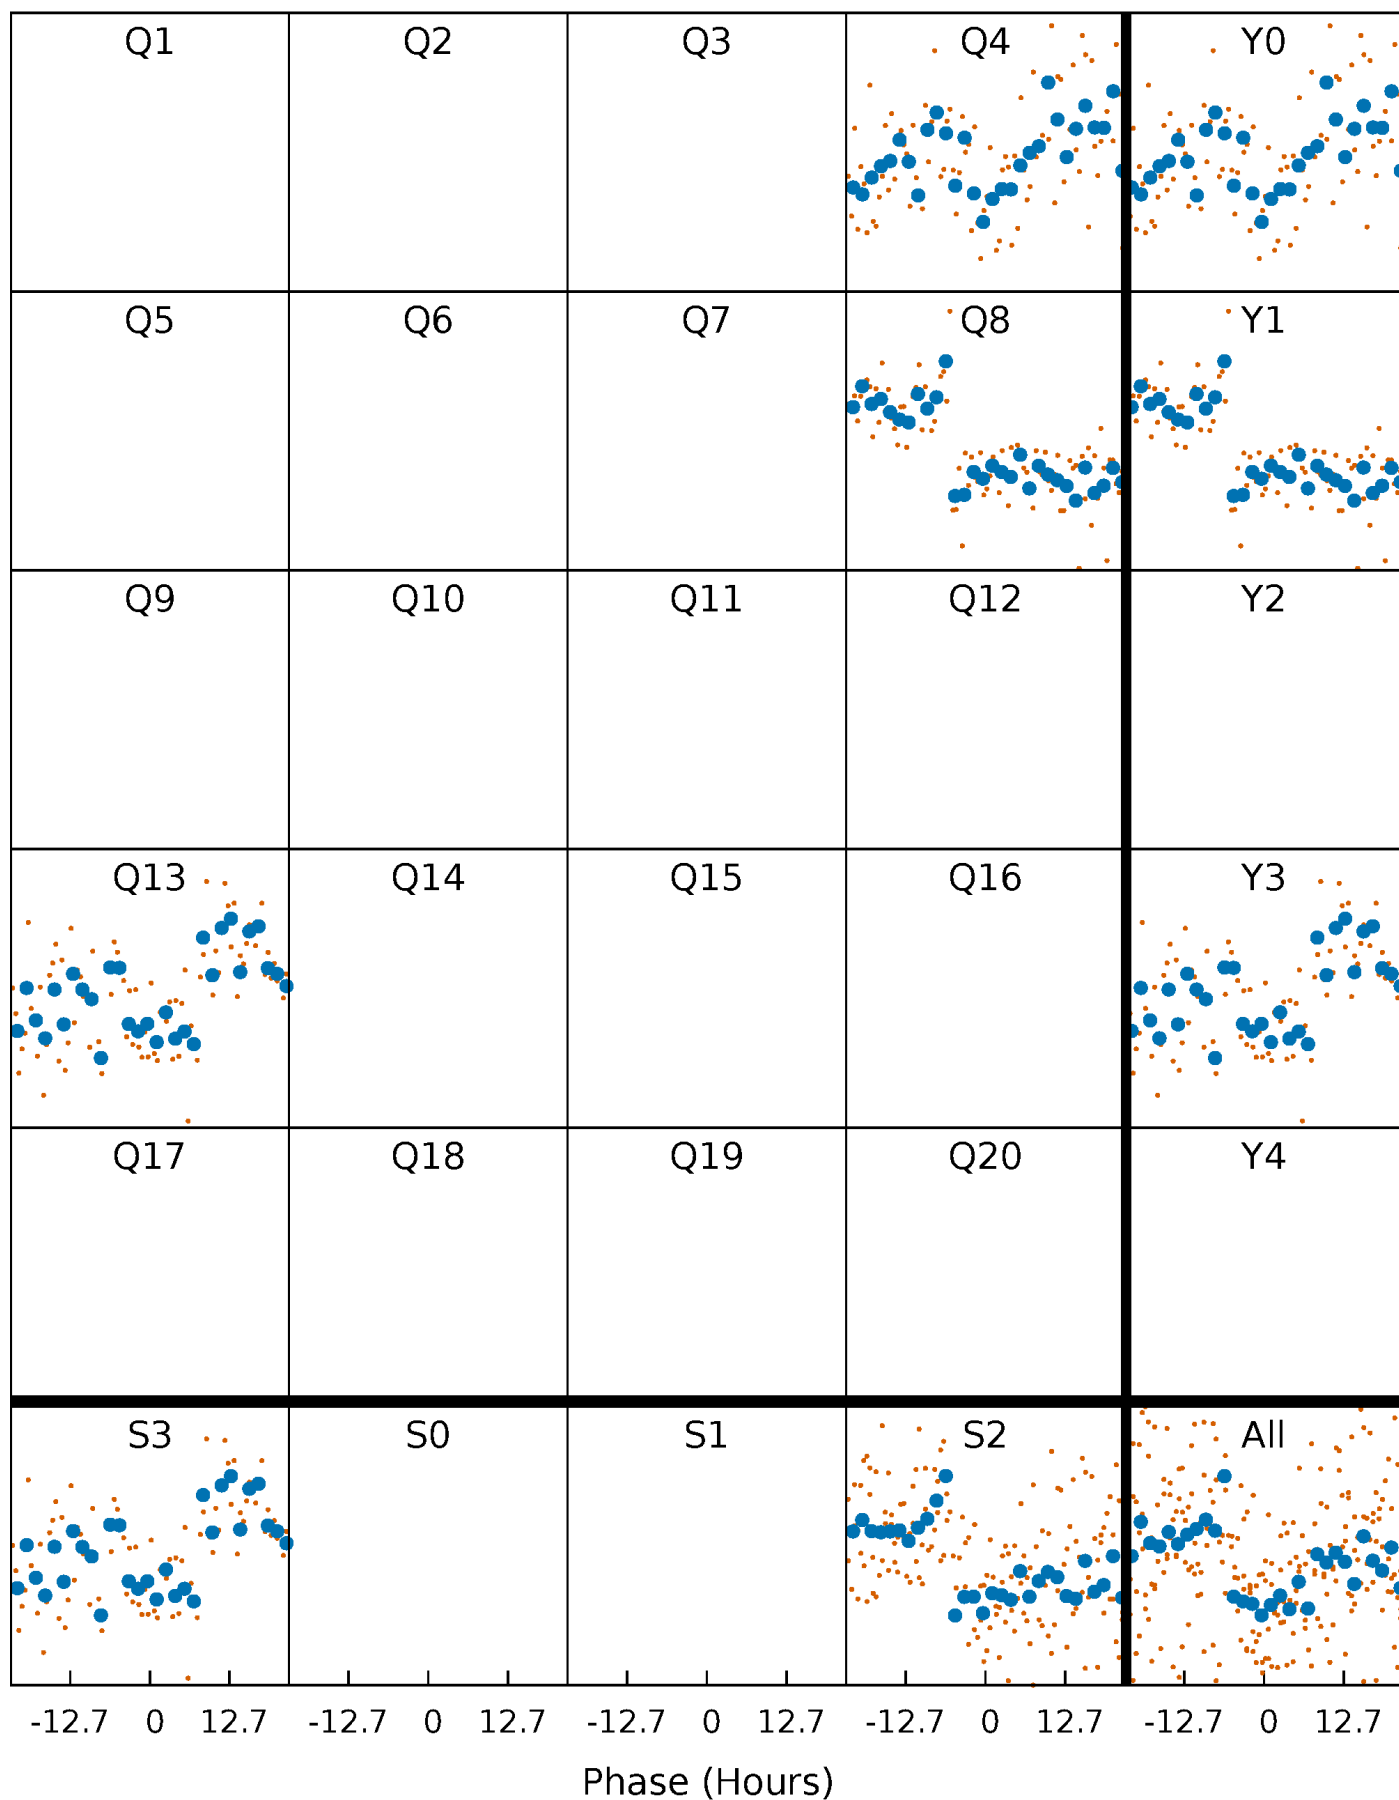 Q1 Q2 Q3 Q4 Y0
Q5 Q6 Q7 Q8 Y1
Q9 Q10 Q11 Q12 Y2
Q13 Q14 Q15 Q16 Y3
Q17 Q18 Q19 Q20 Y4
S3 S0 S1 S2 All
-12.7 0 12.7 -12.7 0 12.7 -12.7 0 12.7 -12.7 0 12.7 -12.7 0 12.7
Phase (Hours)